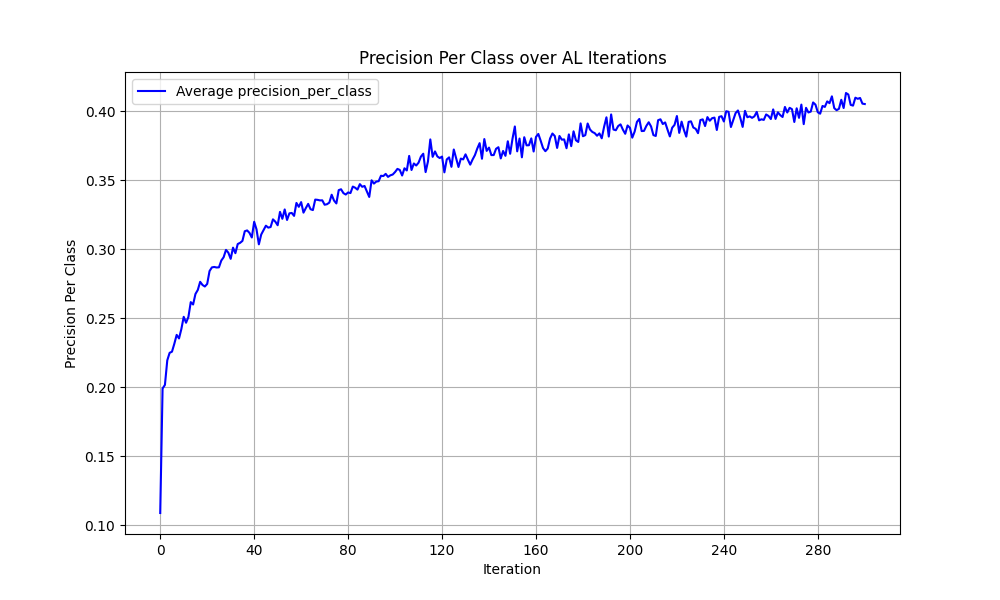 Precision Per Class over AL Iterations
Average precision_per_class
Precision Per Class
0.40
0.35
0.30
0.25
0.20
0.15
0.10
0 40 80 120 160 200 240 280
Iteration